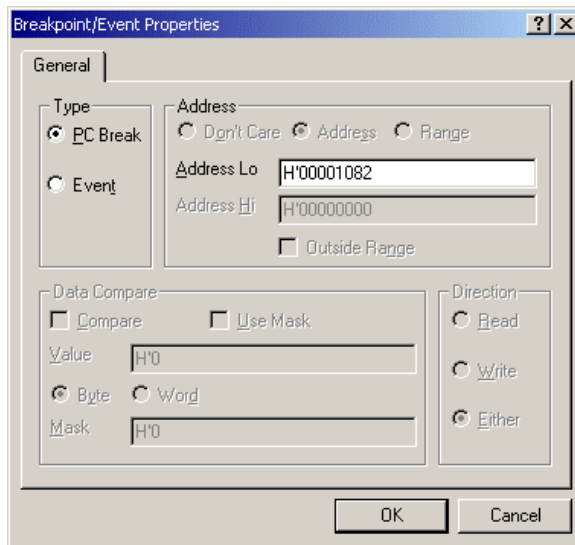 Breakpoint/Event Properties
General
Type
PC Break
Event
Address
Don't Care Address Range
Address Lo H'00001082
Address Hi H'00000000
Outside Range
Data Compare
Compare Use Mask
Value H'0
Byte Word
Mask H'0
Direction
Read
Write
Either
OK Cancel